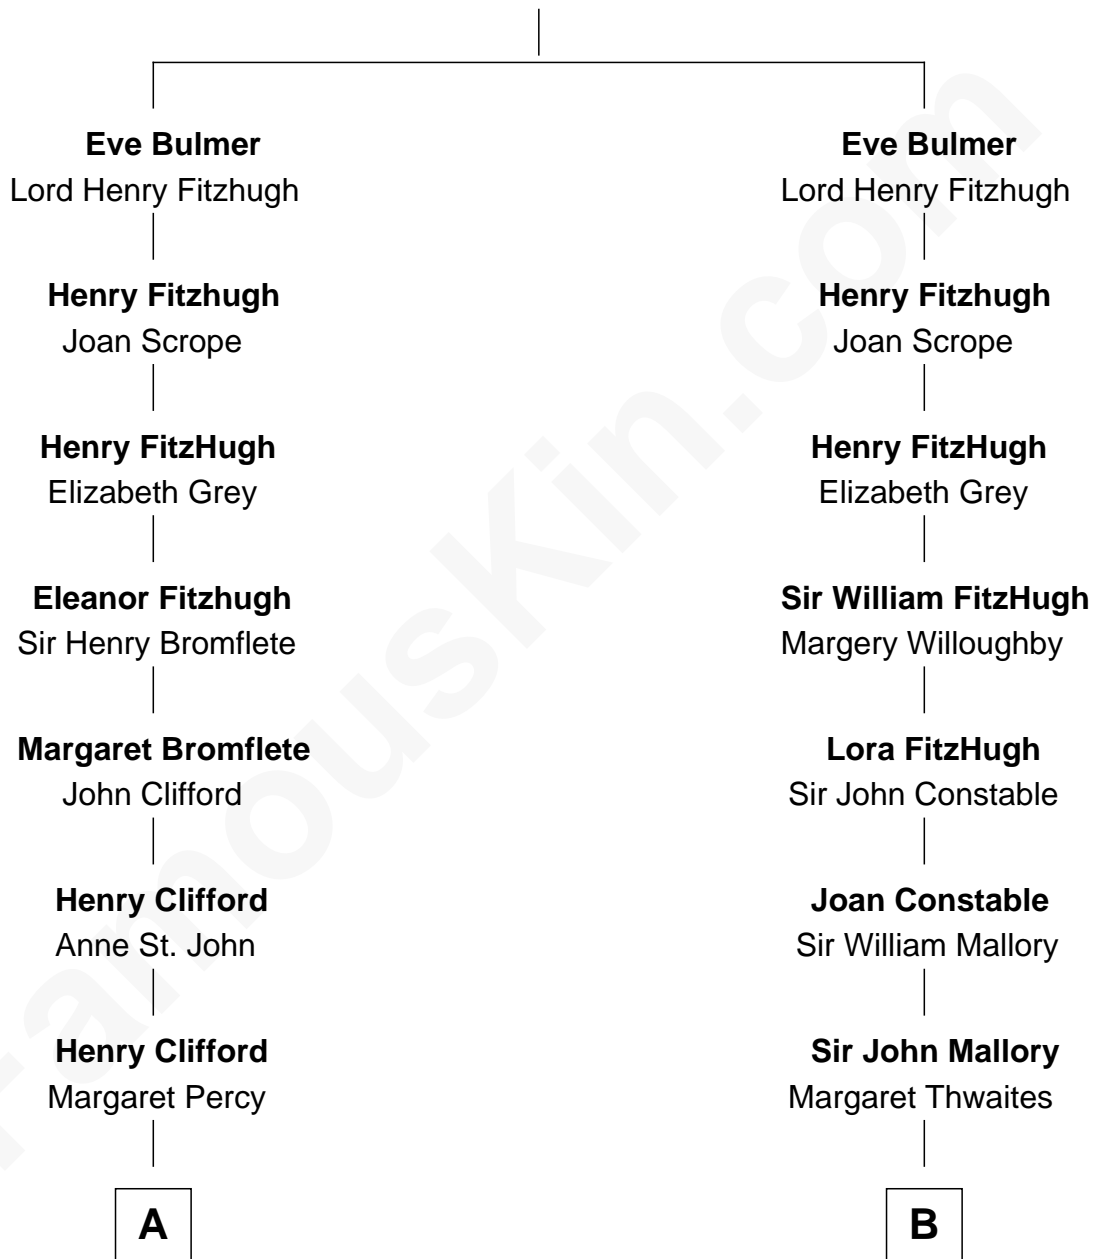 Eve Bulmer
Lord Henry Fitzhugh
Henry Fitzhugh
Joan Scrope
Henry FitzHugh
Elizabeth Grey
Eleanor Fitzhugh
Sir Henry Bromflete
Margaret Bromflete
John Clifford
Henry Clifford
Anne St. John
Henry Clifford
Margaret Percy
A
Eve Bulmer
Lord Henry Fitzhugh
Henry Fitzhugh
Joan Scrope
Henry FitzHugh
Elizabeth Grey
Sir William FitzHugh
Margery Willoughby
Lora FitzHugh
Sir John Constable
Joan Constable
Sir William Mallory
Sir John Mallory
Margaret Thwaites
B
FamousKin.com